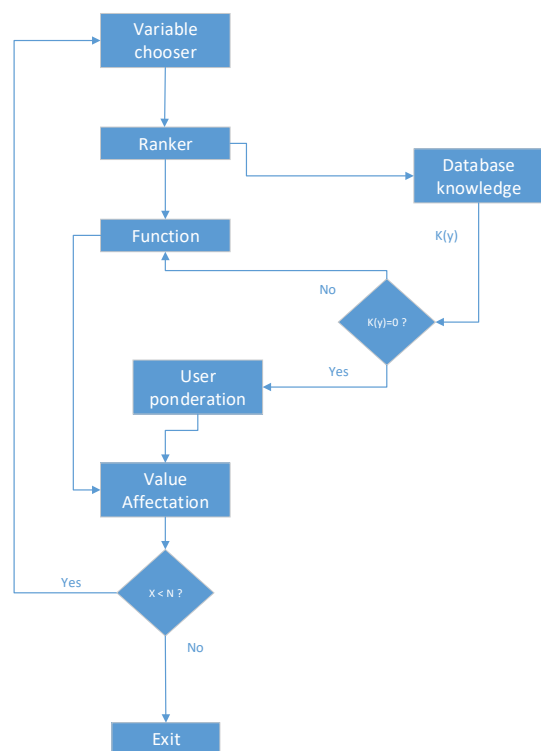 Variable
chooser
Ranker
Database
knowledge
Function
K(y)
No
K(y)=0 ?
User
ponderation
Yes
Value
Affectation
Yes
X < N ?
No
Exit